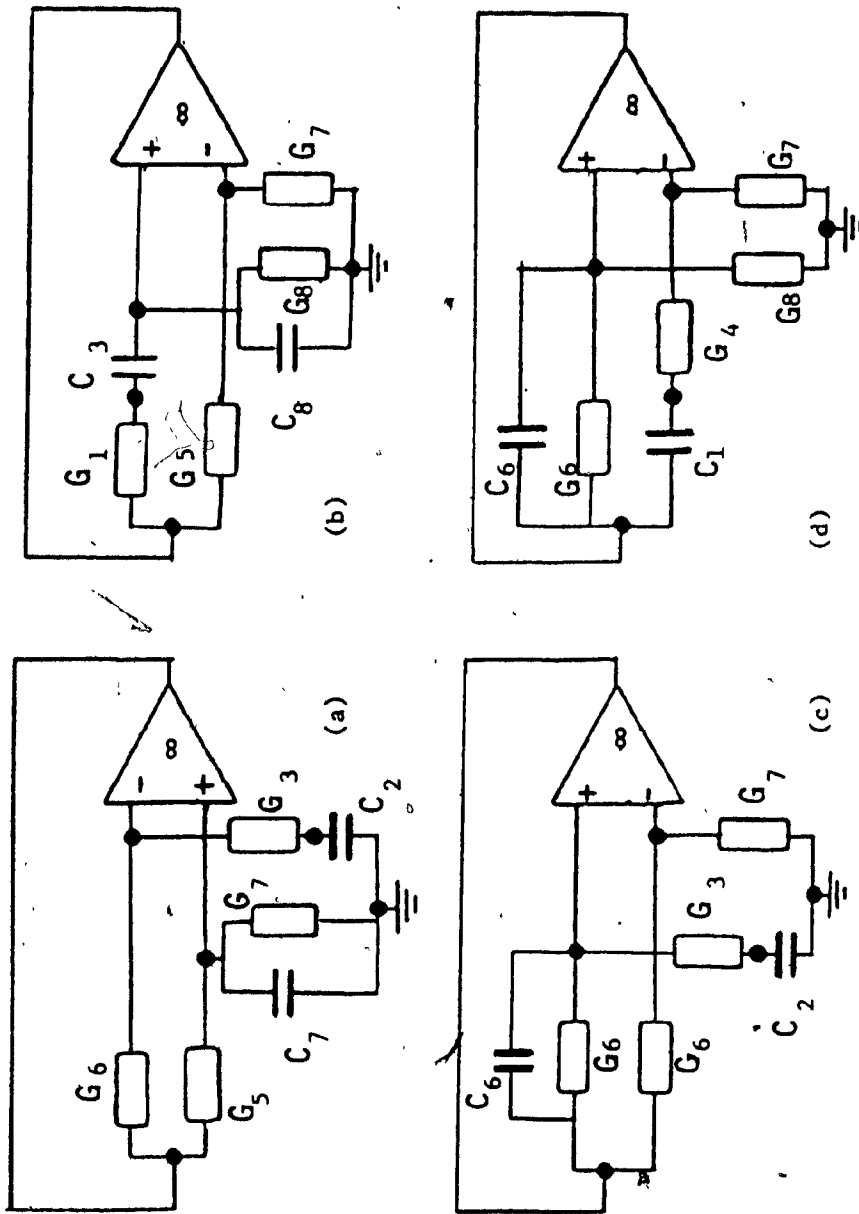 G6
G5
C7
G7
G3
C2
-
+
∞
(a)
G1
C3
G5
C8
G8
G7
+
-
∞
(b)
C6
G6
G6
C2
G3
G7
+
-
∞
(c)
C6
G6
C1
G4
G8
G7
+
-
∞
(d)